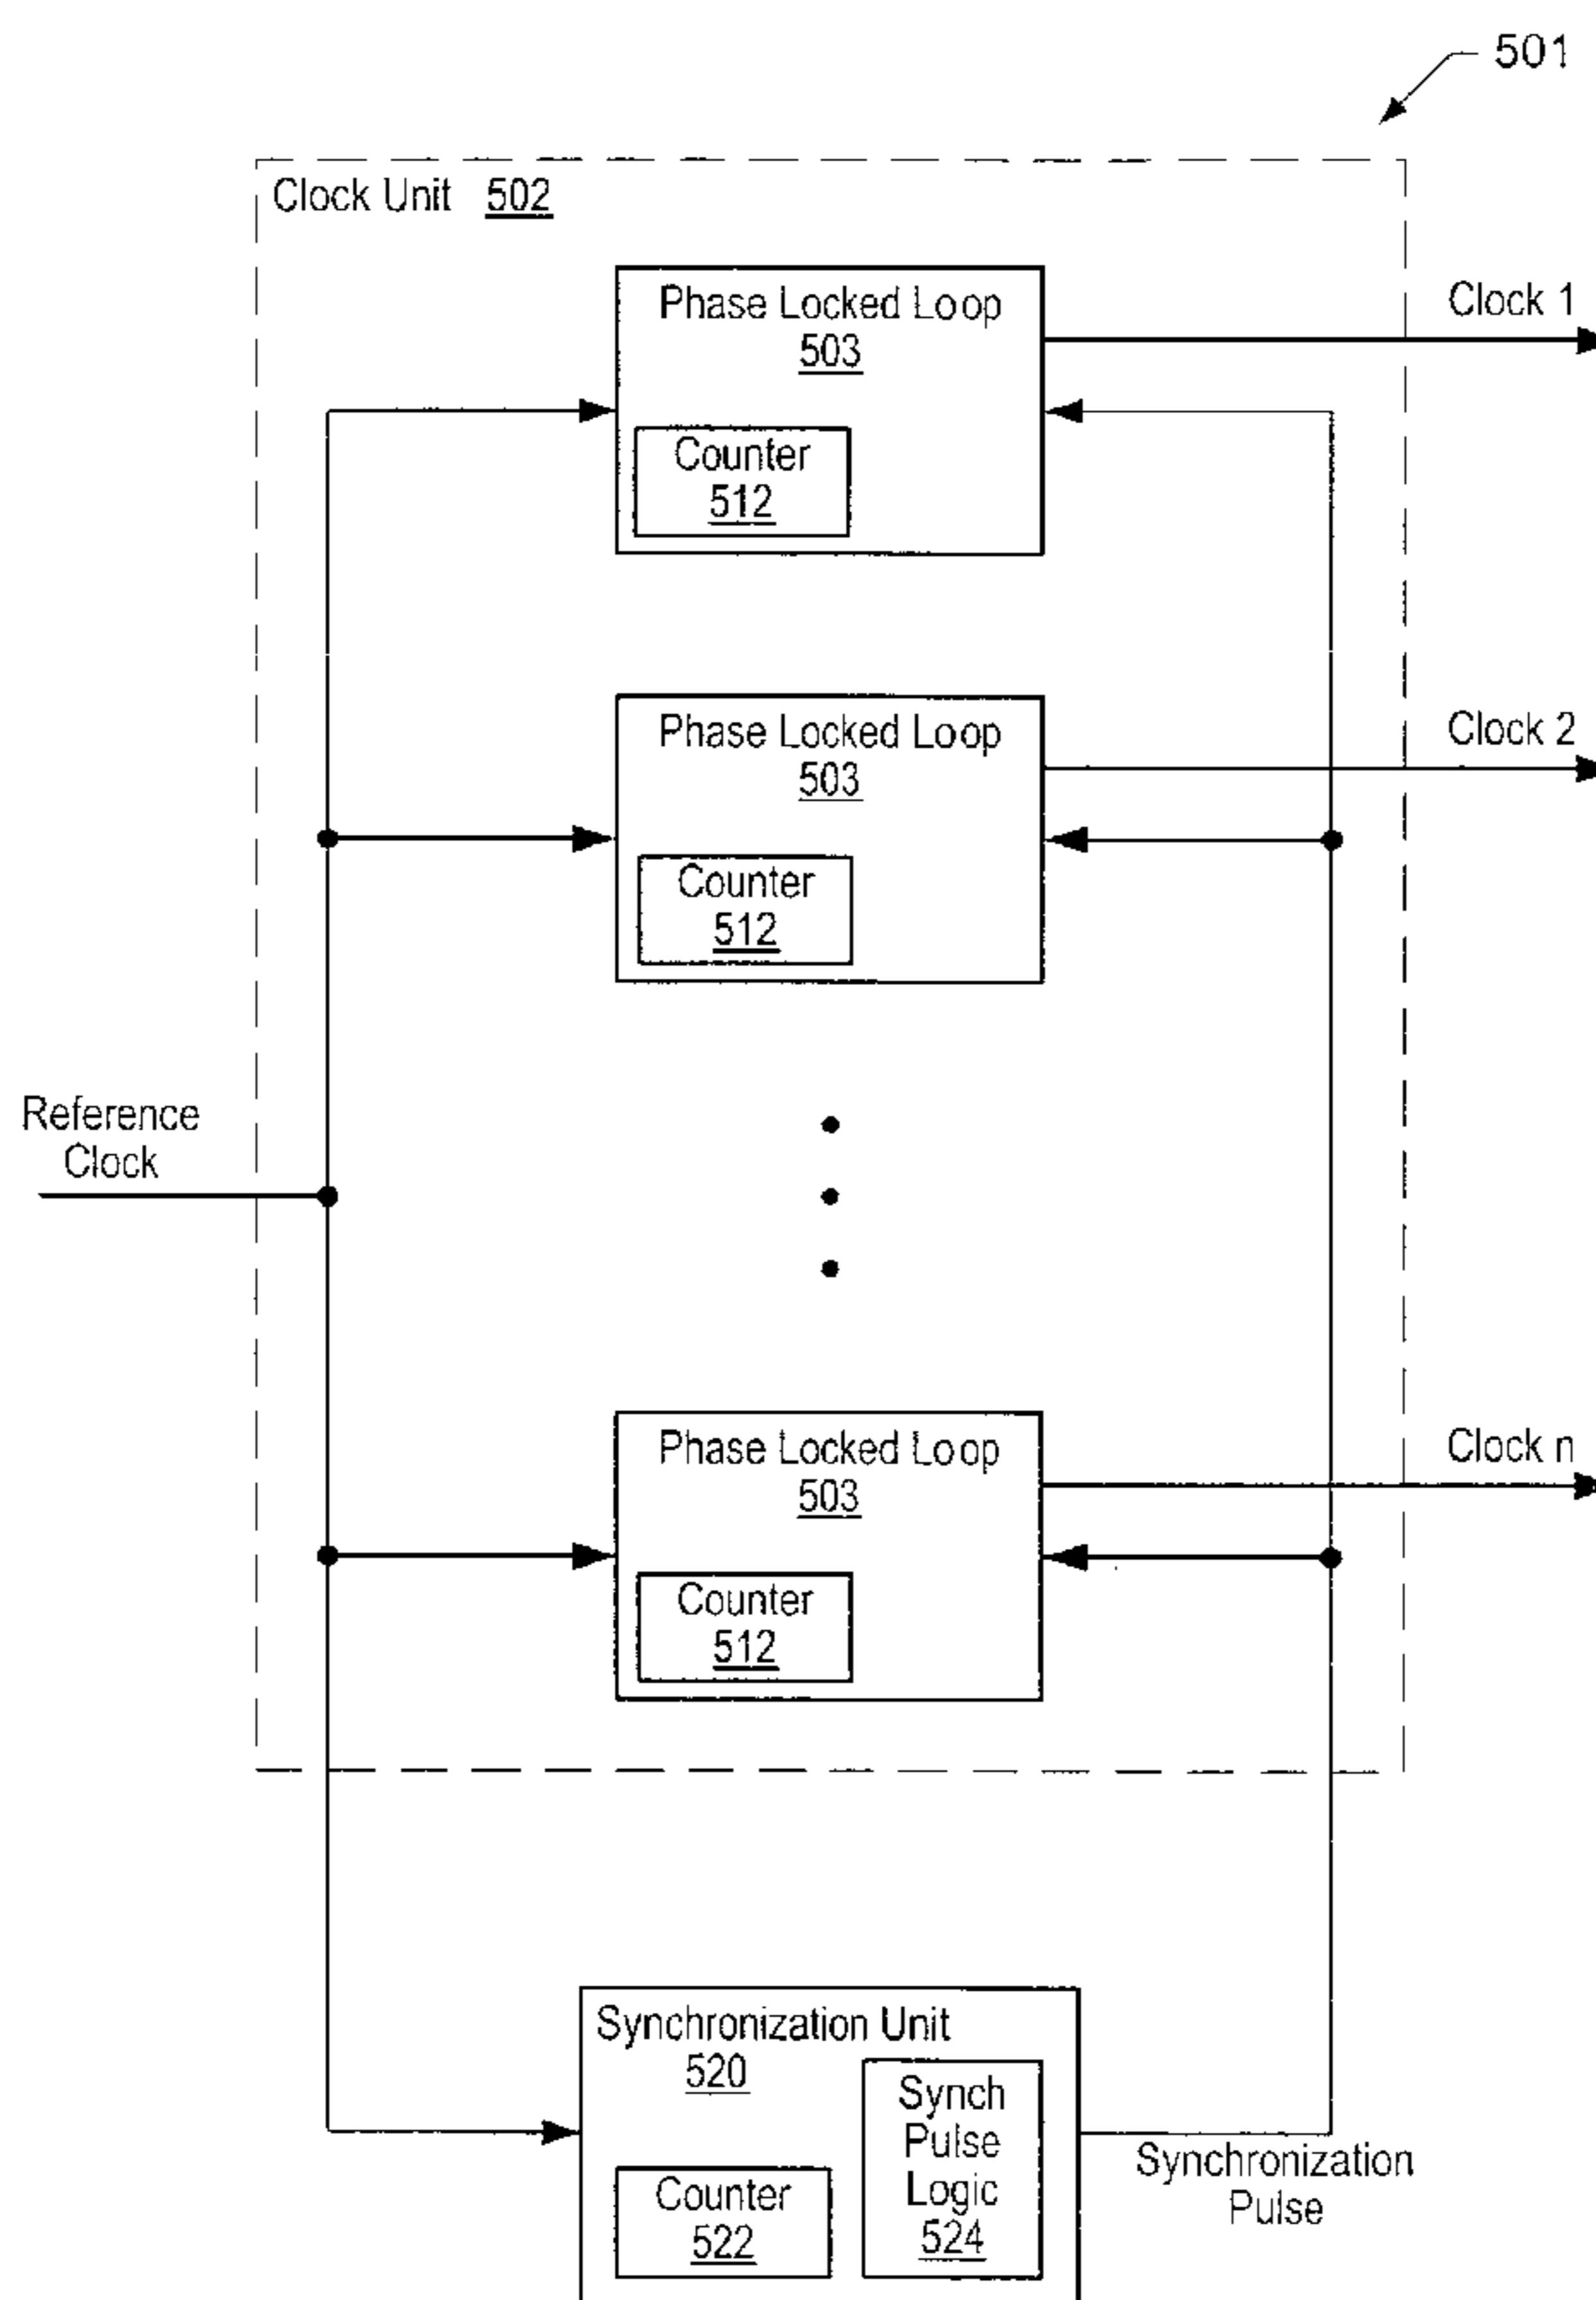 501
Clock Unit 502
Phase Locked Loop
503
Clock 1
Counter
512
Phase Locked Loop
503
Clock 2
Counter
512
Reference
Clock
Phase Locked Loop
503
Clock n
Counter
512
Synchronization Unit
520
Synch
Pulse
Logic
524
Counter
522
Synchronization
Pulse